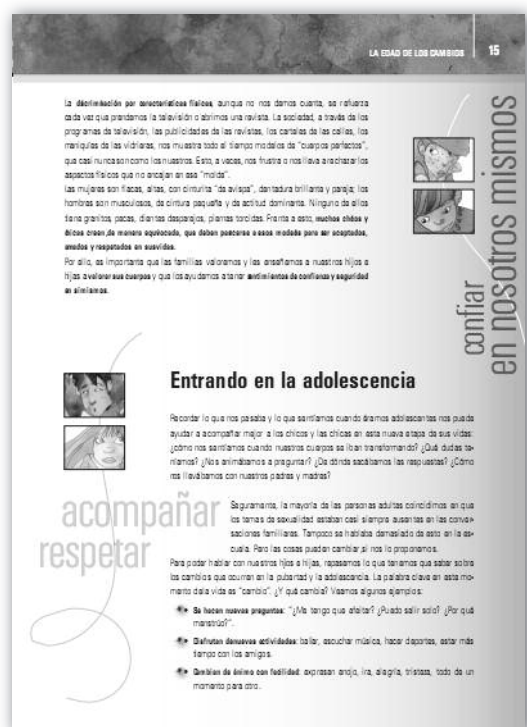 LA EDAD DE LOS CAMBIOS 15
La discriminación por características físicas, aunque no nos damos cuenta, se refuerza
cada vez que prendemos la televisión o abrimos una revista. La sociedad, a través de los
programas de televisión, las publicidades de las revistas, los carteles de las calles, los
maniquíes de las vidrieras, nos muestra todo el tiempo modelos de "cuerpos perfectos",
que casi nunca son como los nuestros. Esto, a veces, nos frustra o nos lleva a rechazar los
aspectos físicos que no encajan en ese "molde".
Las mujeres son flacas, altas, con cinturita "de avispa", dentadura brillante y pareja; los
hombres son musculosos, de cintura pequeña y de actitud dominante. Ninguno de ellos
tiene granitos, pecas, dientes desparejos, piernas torcidas. Frente a esto, muchos chicos y
chicas creen, de manera equivocada, que deben parecerse a esos modelos para ser aceptados,
amados y respetados en sus vidas.
Por ello, es importante que las familias valoremos y les enseñemos a nuestros hijos e
hijas a valorar sus cuerpos y que los ayudemos a tener sentimientos de confianza y seguridad
en sí mismos.
confiar
en nosotros mismos
Entrando en la adolescencia
Recordar lo que nos pasaba y lo que sentíamos cuando éramos adolescentes nos puede
ayudar a acompañar mejor a los chicos y las chicas en esta nueva etapa de sus vidas:
¿cómo nos sentíamos cuando nuestros cuerpos se iban transformando? ¿Qué dudas te-
níamos? ¿Nos animábamos a preguntar? ¿De dónde sacábamos las respuestas? ¿Cómo
nos llevábamos con nuestros padres y madres?
acompañar
respetar
Seguramente, la mayoría de las personas adultas coincidimos en que
los temas de sexualidad estaban casi siempre ausentes en las conver-
saciones familiares. Tampoco se hablaba demasiado de esto en la es-
cuela. Pero las cosas pueden cambiar, si nos lo proponemos.
Para poder hablar con nuestros hijos e hijas, repasemos lo que tenemos que saber sobre
los cambios que ocurren en la pubertad y la adolescencia. La palabra clave en este mo-
mento de la vida es "cambio". ¿Y qué cambia? Veamos algunos ejemplos:
Se hacen nuevas preguntas: "¿Me tengo que afeitar? ¿Puedo salir solo? ¿Por qué
menstrúo?".
Disfrutan de nuevas actividades: bailar, escuchar música, hacer deportes, estar más
tiempo con los amigos.
Cambian de ánimo con facilidad: expresan enojo, ira, alegría, tristeza, todo de un
momento para otro.